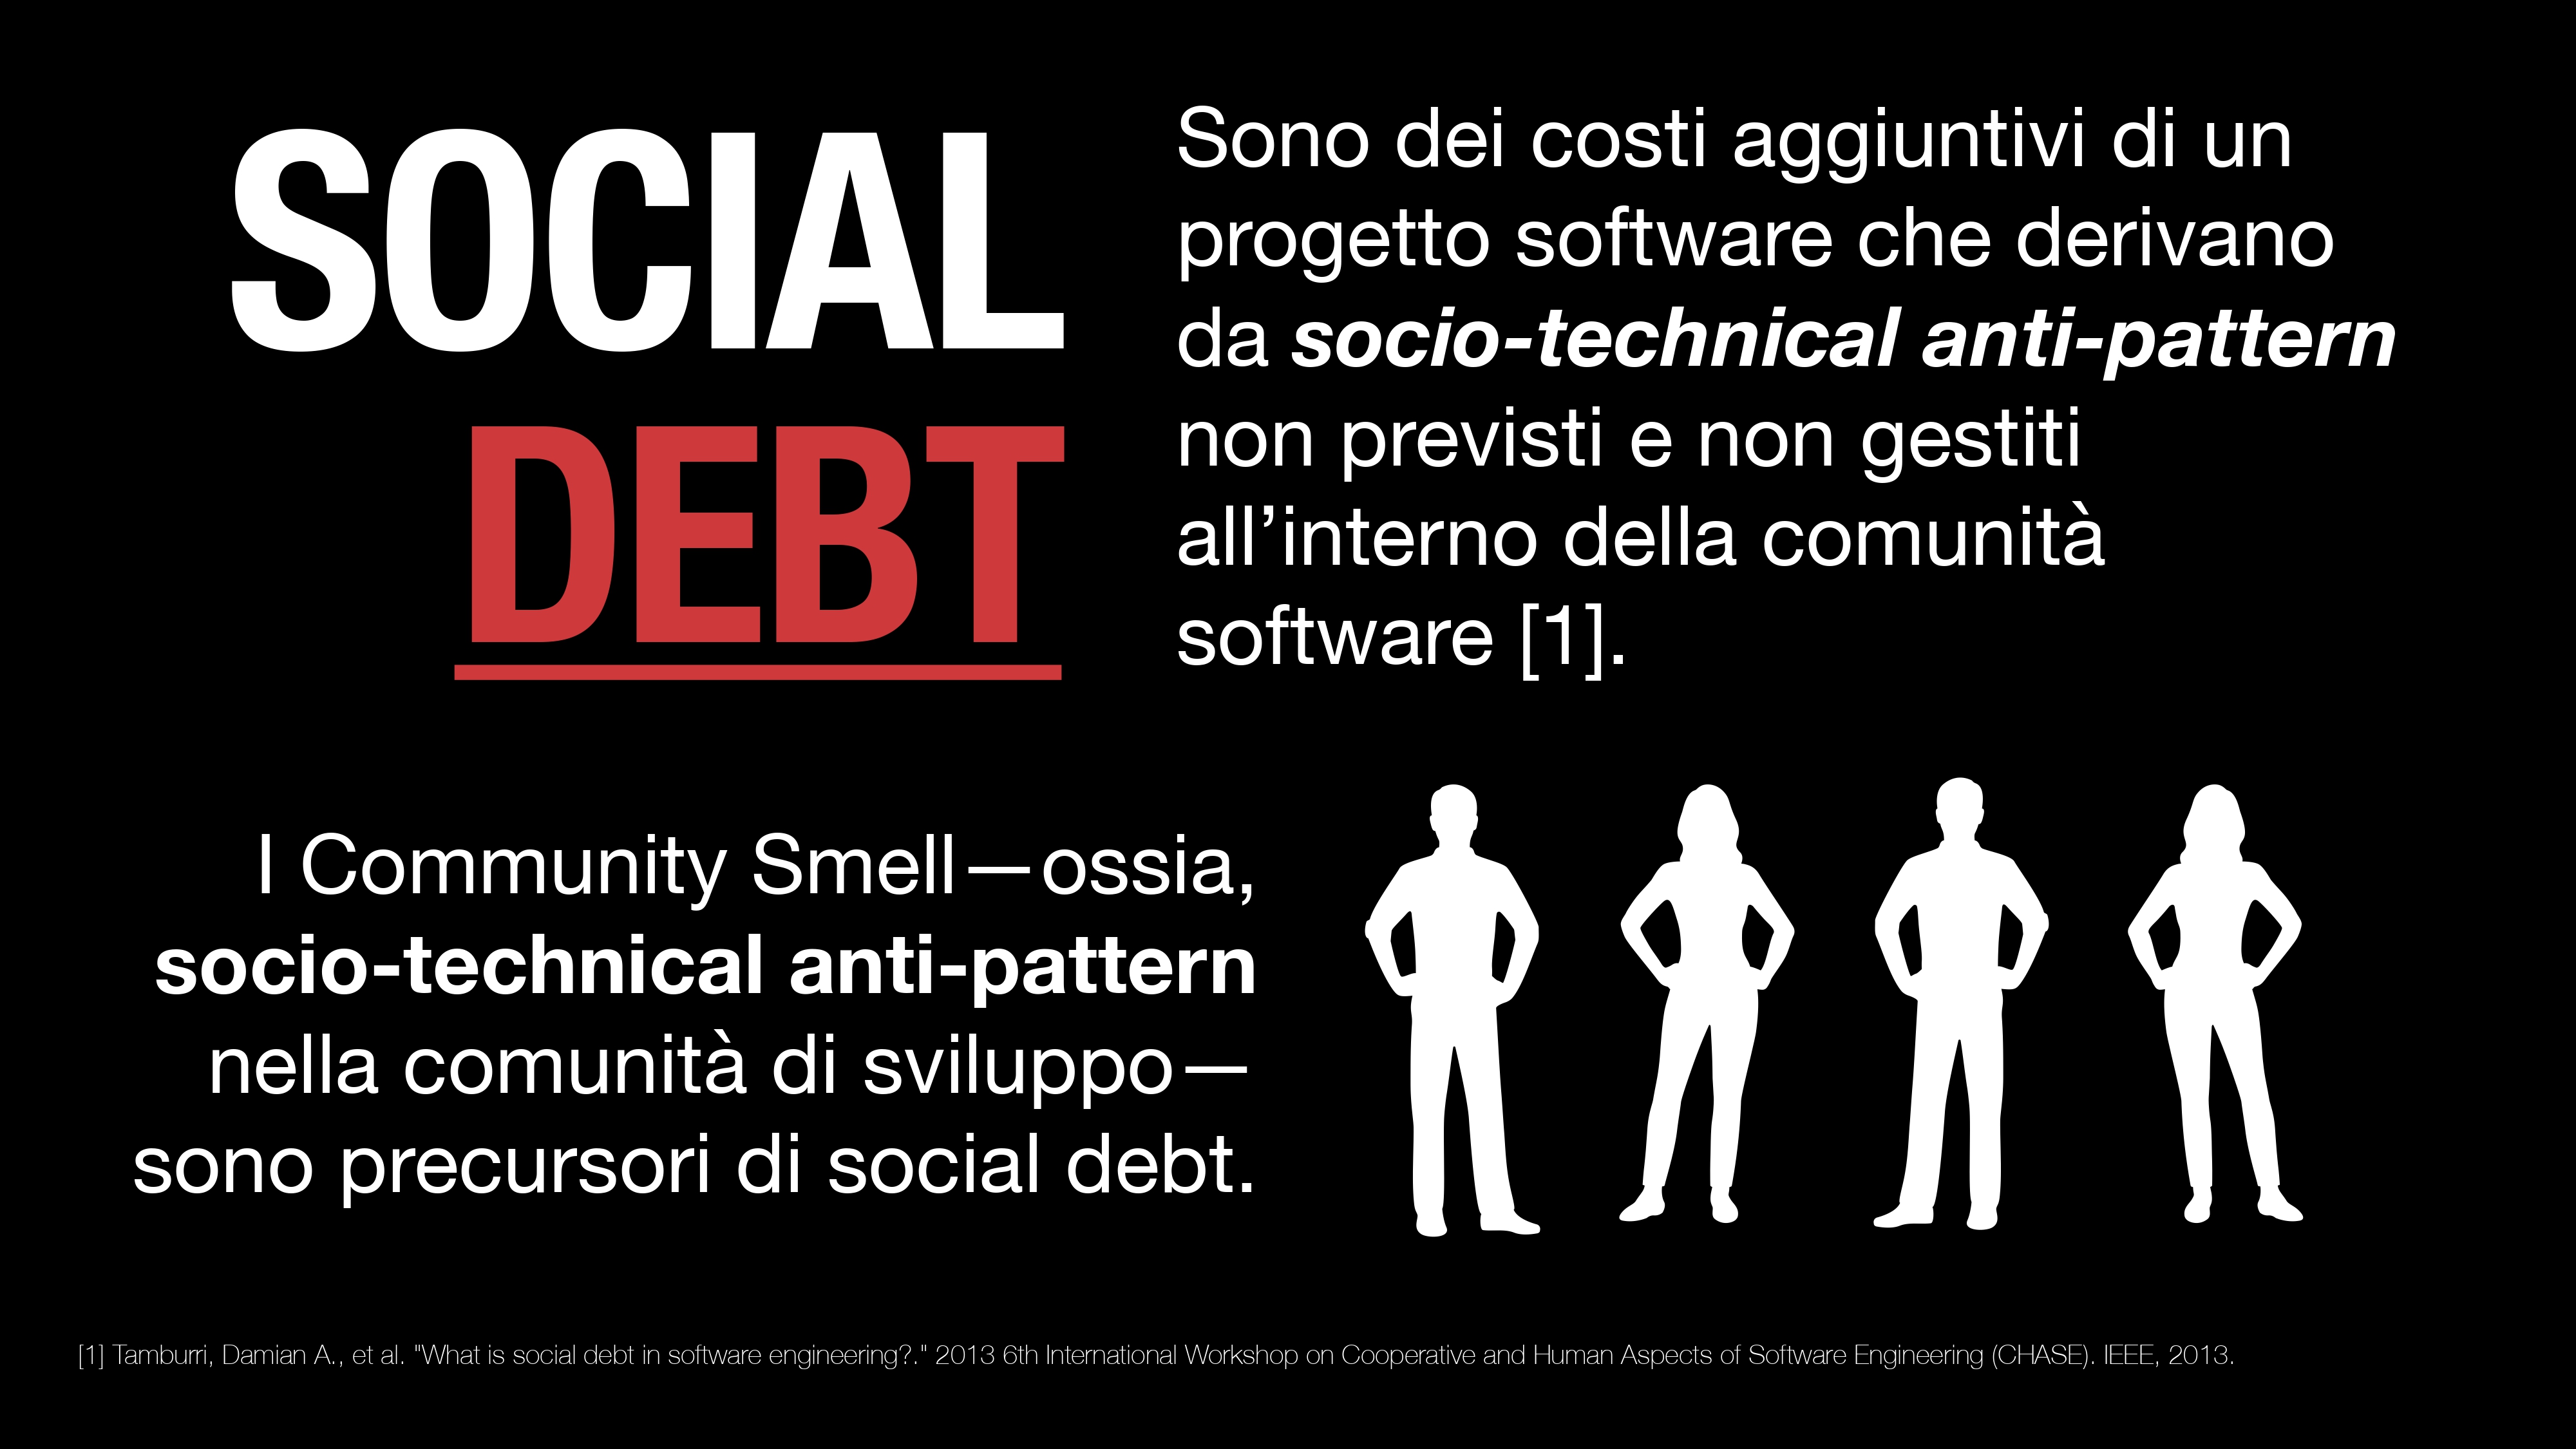 SOCIAL
DEBT
Sono dei costi aggiuntivi di un
progetto software che derivano
da socio-technical anti-pattern
non previsti e non gestiti
all’interno della comunità
software [1].
I Community Smell—ossia,
socio-technical anti-pattern
nella comunità di sviluppo—
sono precursori di social debt.
[1] Tamburri, Damian A., et al. "What is social debt in software engineering?." 2013 6th International Workshop on Cooperative and Human Aspects of Software Engineering (CHASE). IEEE, 2013.